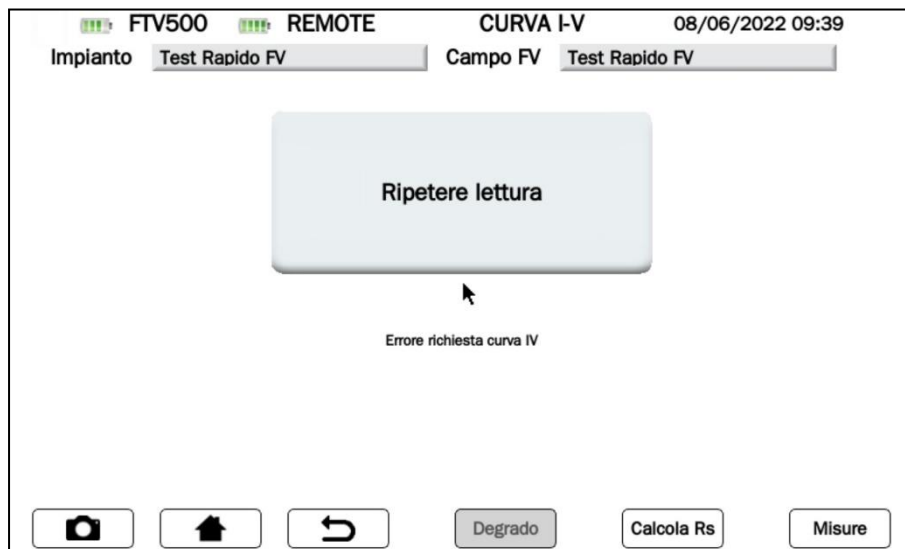 FTV500 REMOTE CURVA I-V 08/06/2022 09:39
Impianto Test Rapido FV Campo FV Test Rapido FV
Ripetere lettura
Errore richiesta curva IV
Degrado Calcola Rs Misure